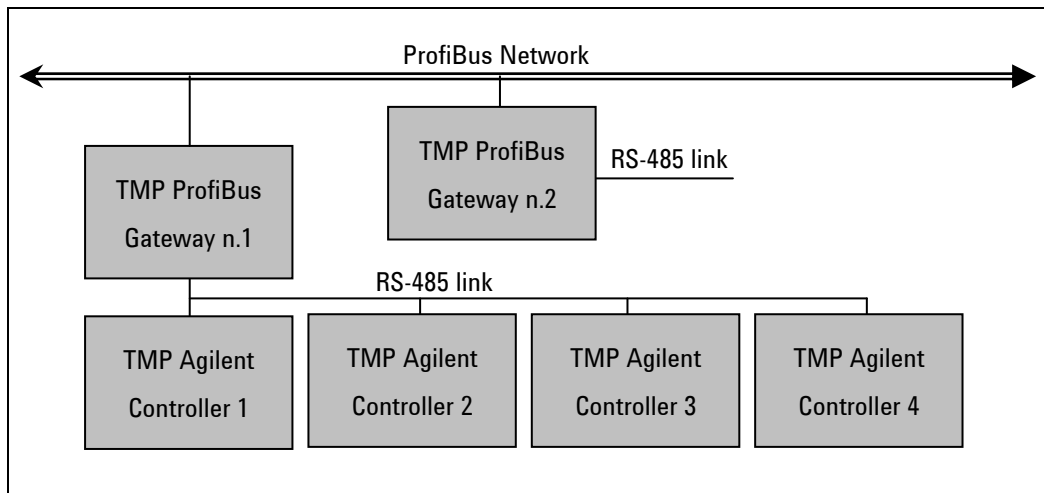 ProfiBus Network
TMP ProfiBus
Gateway n.1
TMP ProfiBus
Gateway n.2
RS-485 link
RS-485 link
TMP Agilent
Controller 1
TMP Agilent
Controller 2
TMP Agilent
Controller 3
TMP Agilent
Controller 4